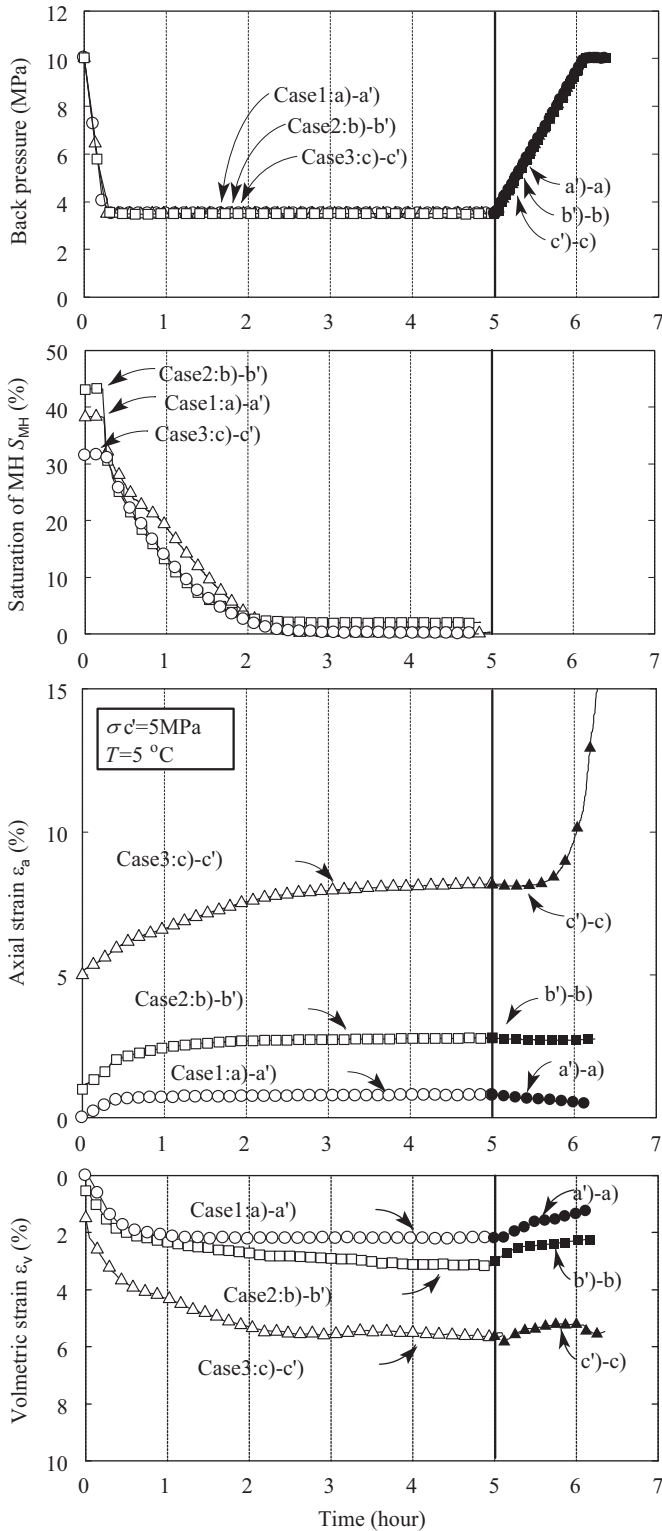 12
10
8
6
4
2
0
Back pressure (MPa)
Case1:a)-a')
Case2:b)-b')
Case3:c)-c')
a')-a)
b')-b)
c')-c)
0 1 2 3 4 5 6 7
50
40
30
20
10
0
Saturation of MH SMH (%)
Case2:b)-b')
Case1:a)-a')
Case3:c)-c')
0 1 2 3 4 5 6 7
15
10
5
0
Axial strain εa (%)
σc'=5MPa
T=5 °C
Case3:c)-c')
c')-c)
Case2:b)-b')
b')-b)
Case1:a)-a')
a')-a)
0 1 2 3 4 5 6 7
0
2
4
6
8
10
Volmetric strain εv (%)
Case1:a)-a')
a')-a)
b')-b)
Case2:b)-b')
c')-c)
Case3:c)-c')
0 1 2 3 4 5 6 7
Time (hour)